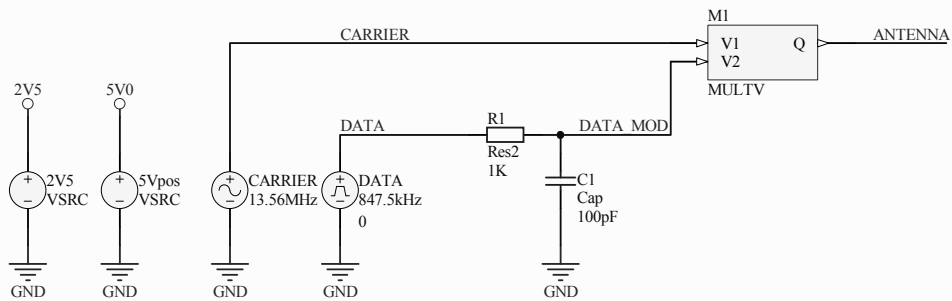 M1
CARRIER
ANTENNA
V1
Q
V2
MULTV
2V5
5V0
DATA
R1
DATA_MOD
Res2
1K
2V5
VSRC
5Vpos
VSRC
CARRIER
13.56MHz
DATA
847.5kHz
0
C1
Cap
100pF
GND
GND
GND
GND
GND